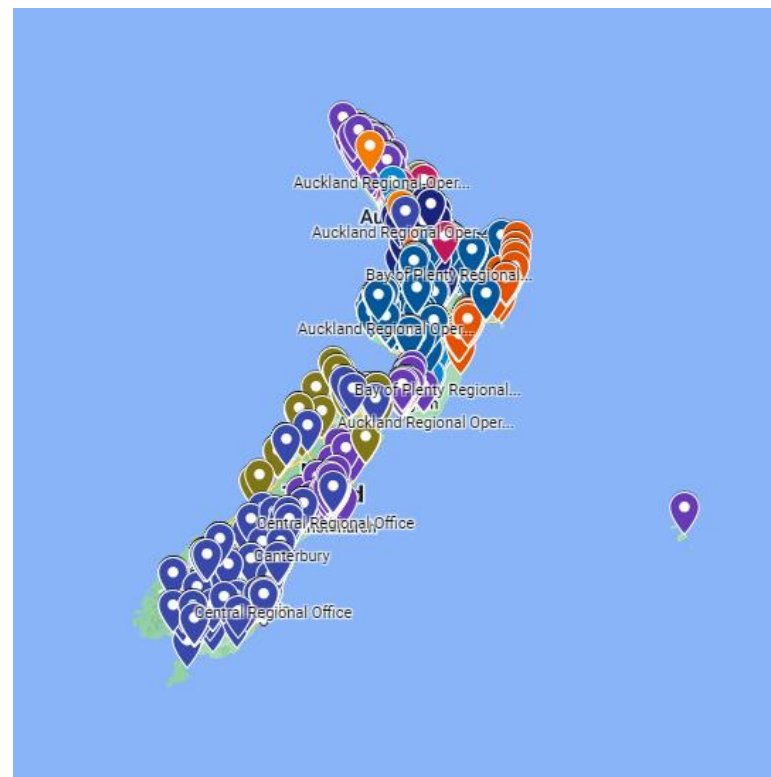 Auckland Regional Oper...
Auckland Regional Oper...
Bay of Plenty Regional...
Auckland Regional Oper...
Bay of Plenty Regional...
Auckland Regional Oper...
Central Regional Office
Canterbury
Central Regional Office